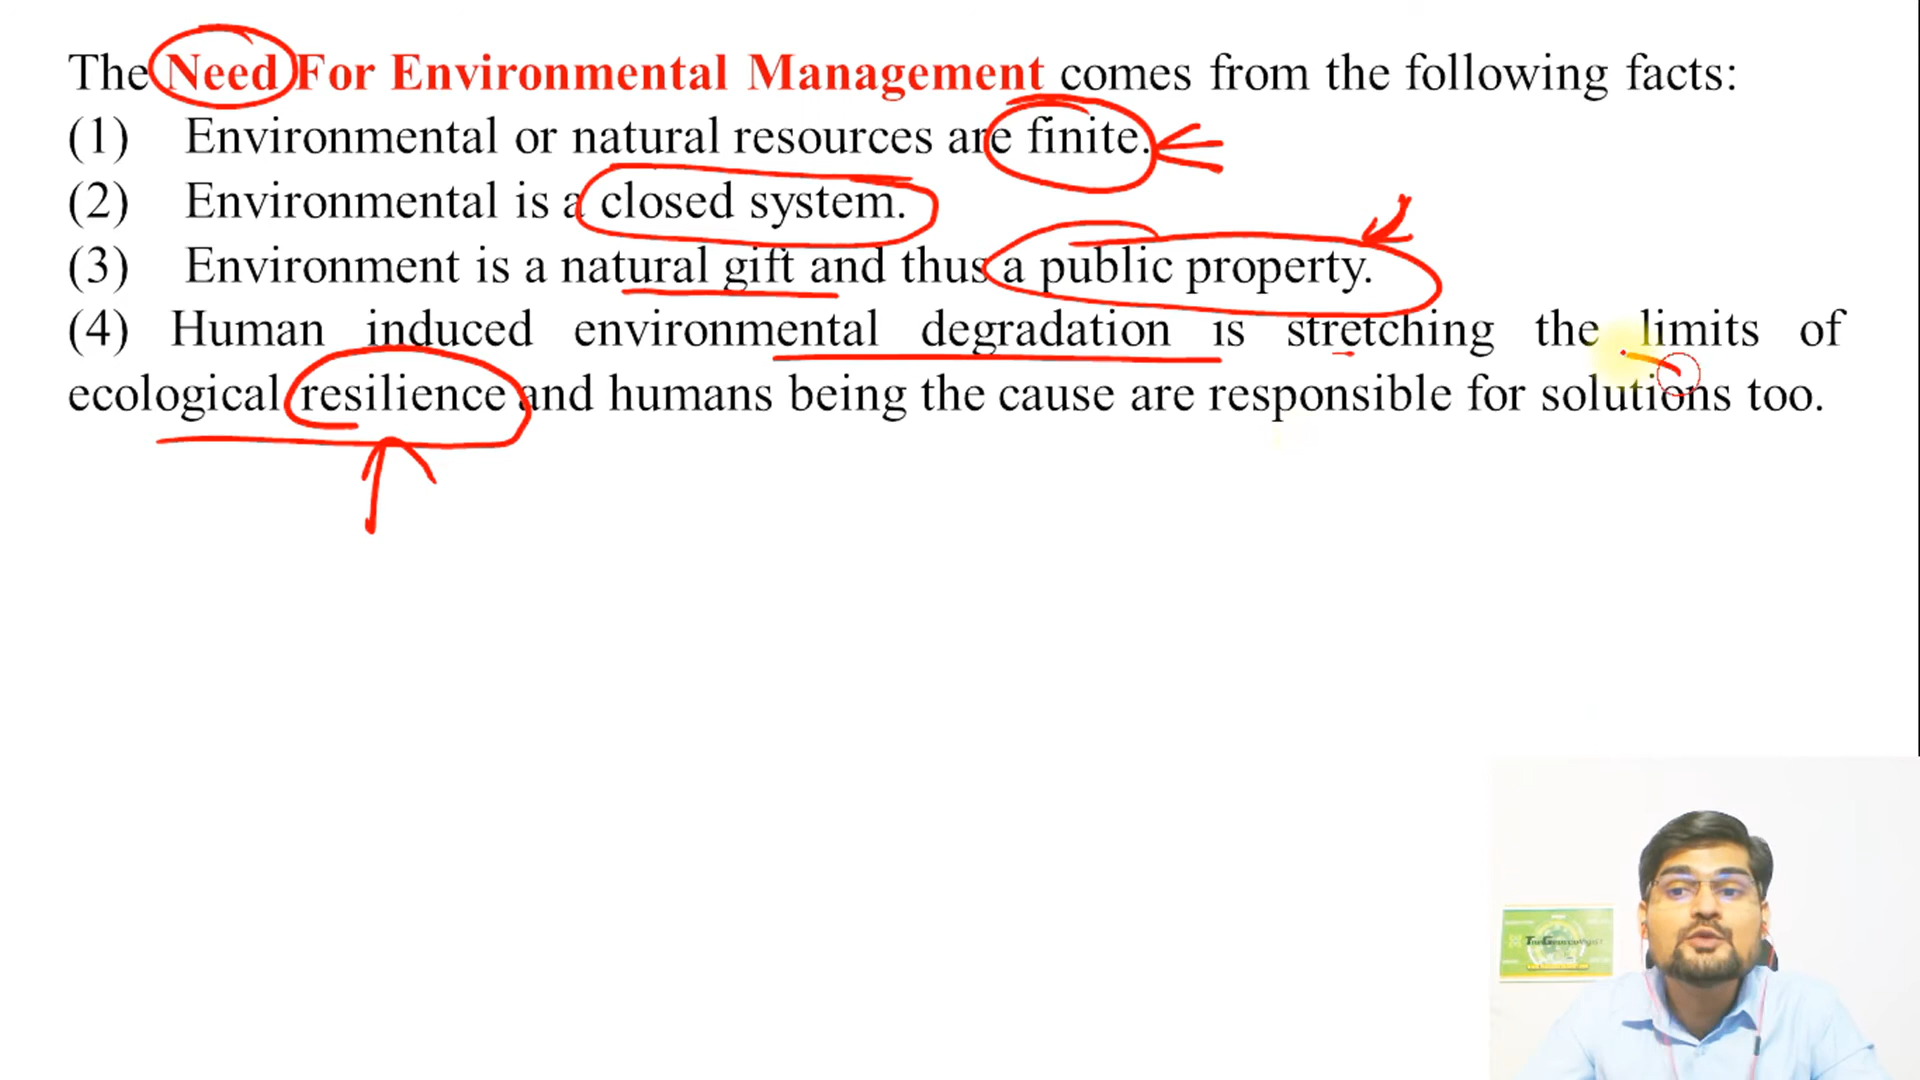 The Need For Environmental Management comes from the following facts:
(1) Environmental or natural resources are finite.
(2) Environmental is a closed system.
(3) Environment is a natural gift and thus a public property.
(4) Human induced environmental degradation is stretching the limits of
ecological resilience and humans being the cause are responsible for solutions too.